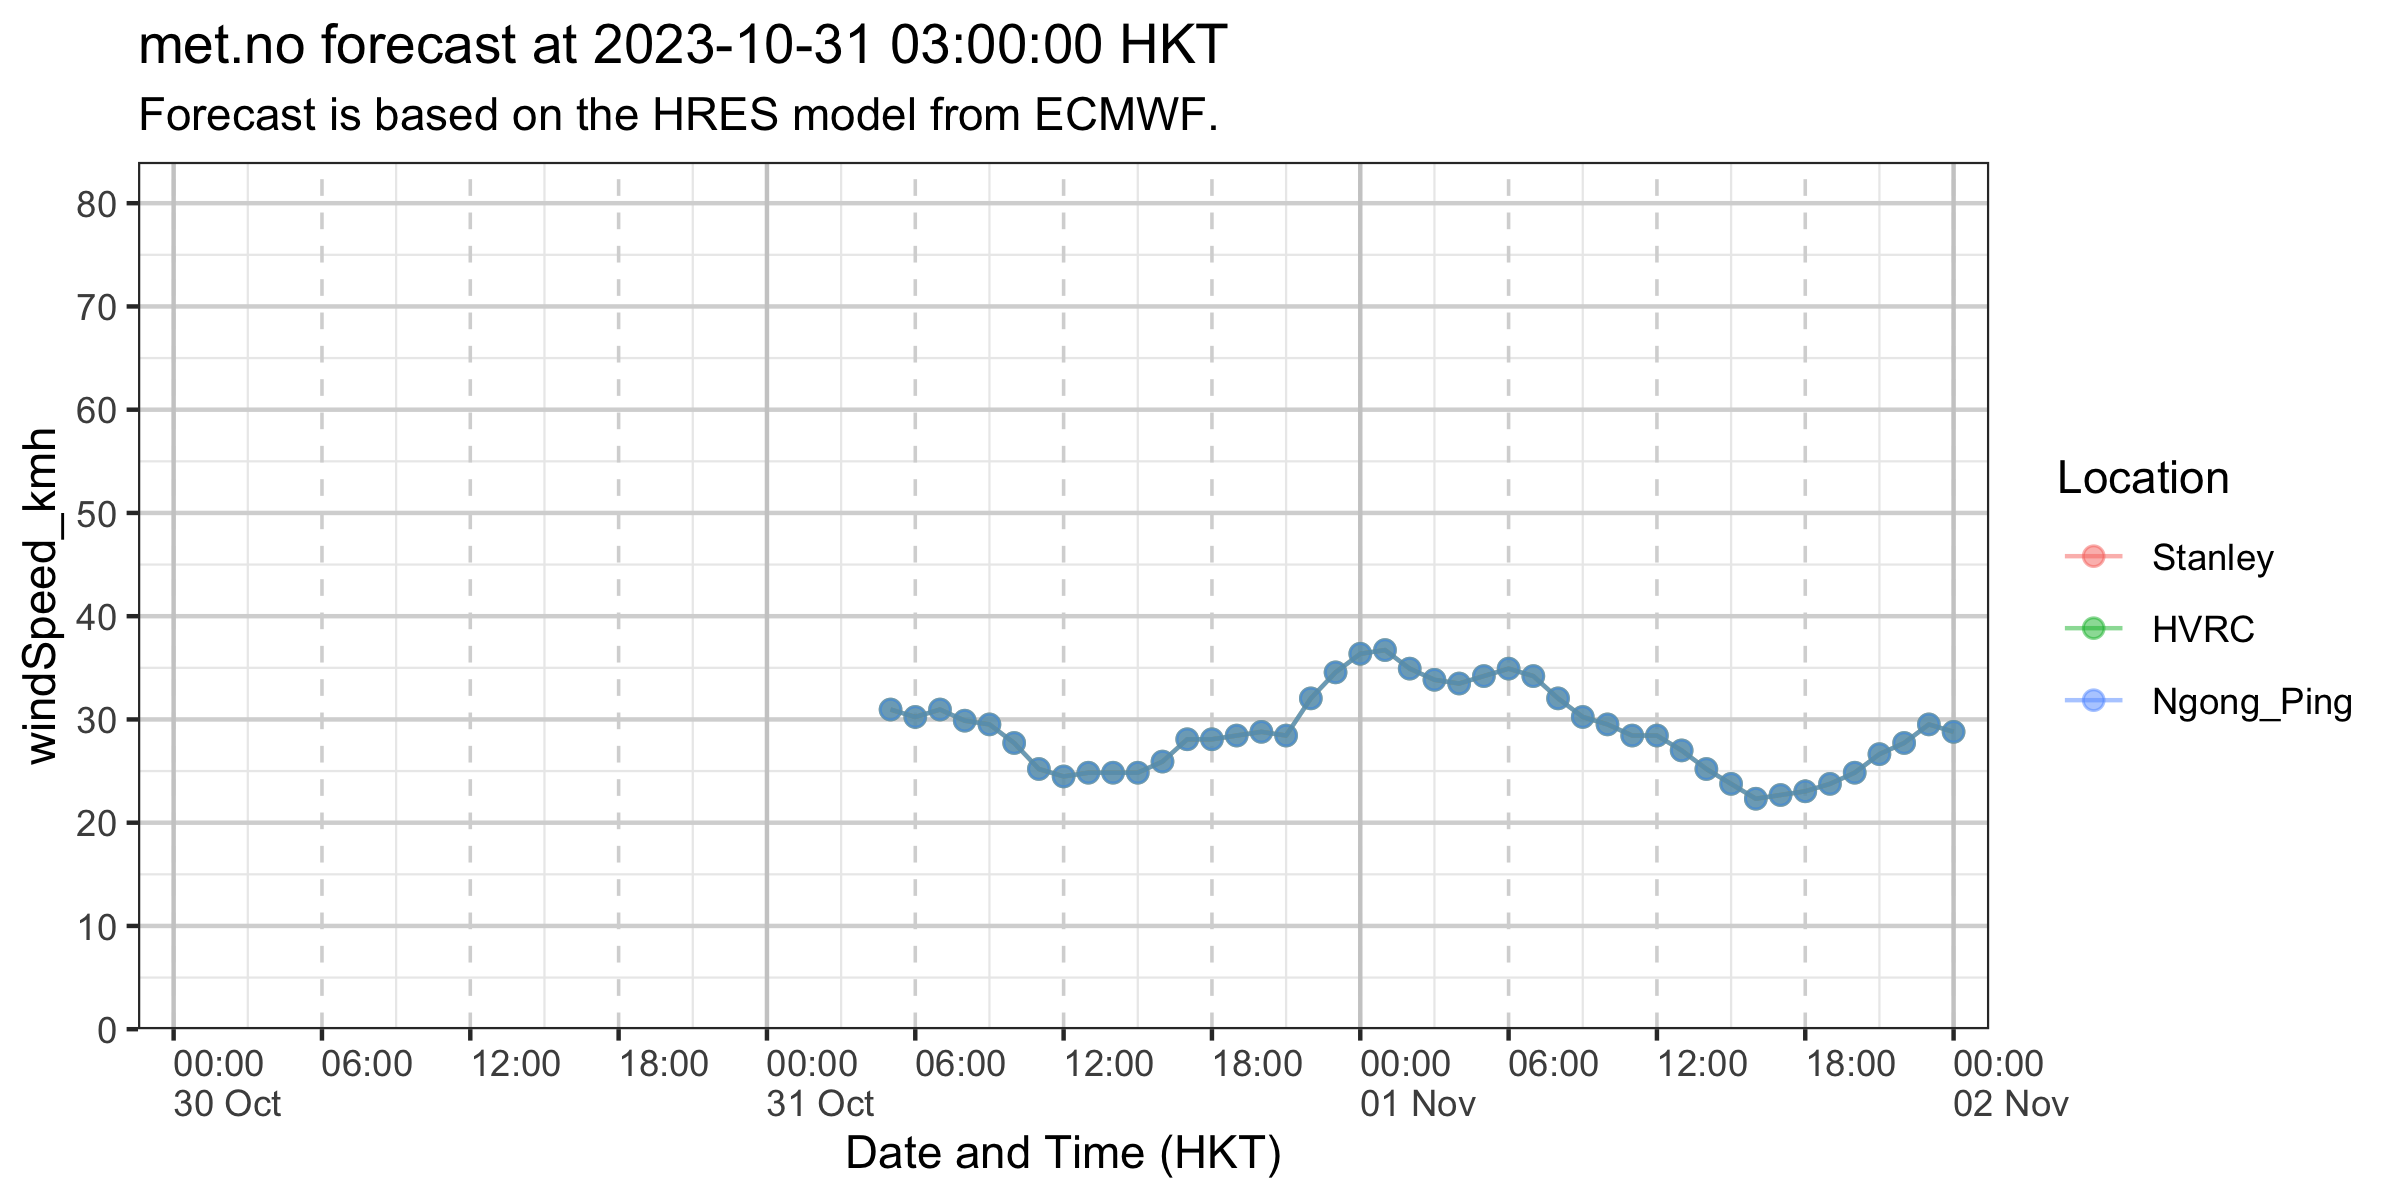 met.no forecast at 2023-10-31 03:00:00 HKT
Forecast is based on the HRES model from ECMWF.
windSpeed_kmh
80
70
60
50
40
30
20
10
0
00:00 06:00 12:00 18:00 00:00 06:00 12:00 18:00 00:00 06:00 12:00 18:00 00:00
30 Oct 31 Oct 01 Nov 02 Nov
Date and Time (HKT)
Location
Stanley
HVRC
Ngong_Ping